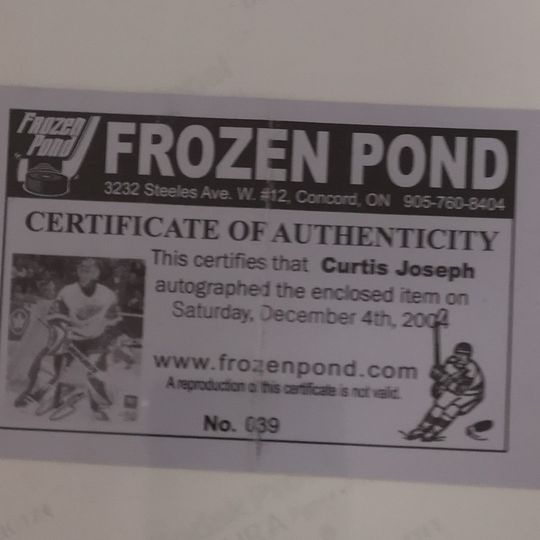 Frozen
Pond
FROZEN POND
3232 Steeles Ave. W. #12, Concord, ON 905-760-8404
CERTIFICATE OF AUTHENTICITY
This certifies that Curtis Joseph
autographed the enclosed item on
Saturday, December 4th, 2004
www.frozenpond.com
A reproduction of this certificate is not valid.
No. 039